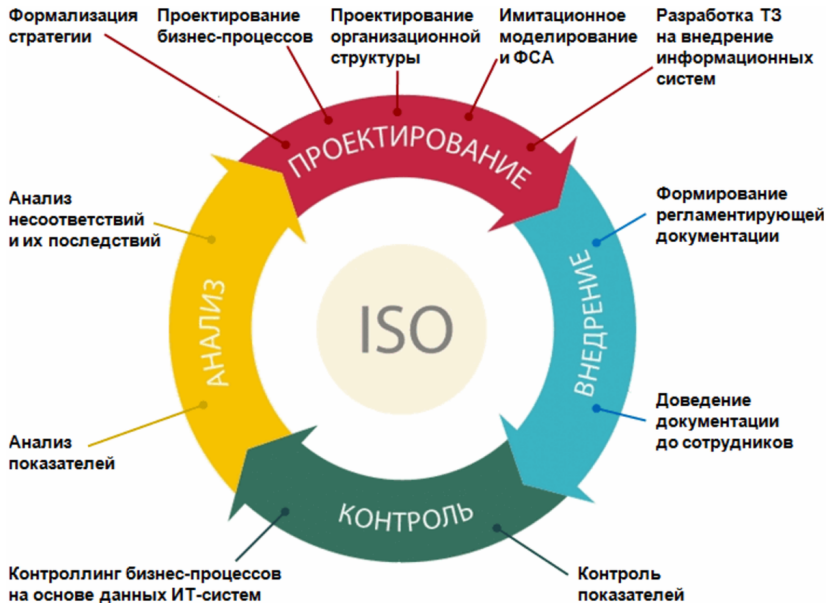 Формализация
стратегии
Проектирование
бизнес-процессов
Проектирование
организационной
структуры
Имитационное
моделирование
и ФСА
Разработка ТЗ
на внедрение
информационных
систем
ПРОЕКТИРОВАНИЕ
Анализ
несоответствий
и их последствий
Формирование
регламентирующей
документации
ISO
АНАЛИЗ
ВНЕДРЕНИЕ
Анализ
показателей
Доведение
документации
до сотрудников
КОНТРОЛЬ
Контроллинг бизнес-процессов
на основе данных ИТ-систем
Контроль
показателей